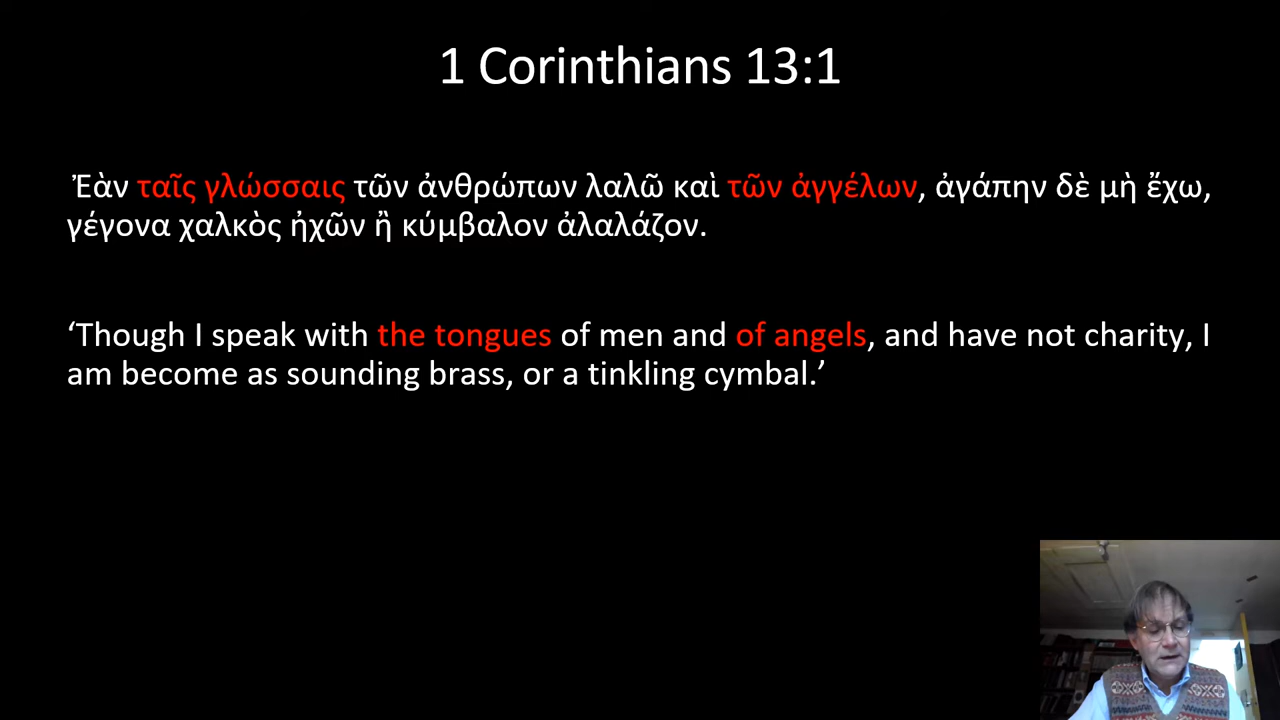 1 Corinthians 13:1
Ἐὰν ταῖς γλώσσαις τῶν ἀνθρώπων λαλῶ καὶ τῶν ἀγγέλων, ἀγάπην δὲ μὴ ἔχω,
γέγονα χαλκὸς ἠχῶν ἢ κύμβαλον ἀλαλάζον.
‘Though I speak with the tongues of men and of angels, and have not charity, I
am become as sounding brass, or a tinkling cymbal.’